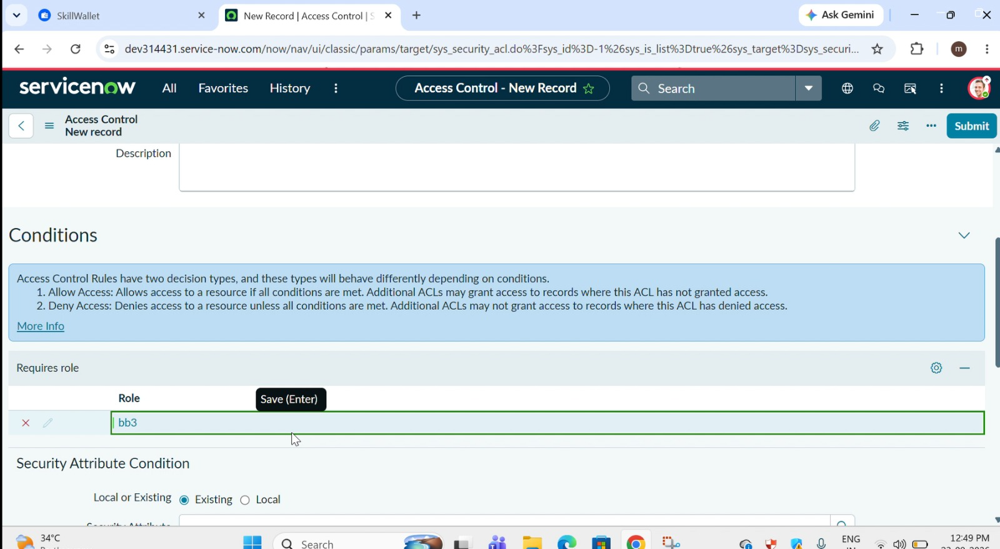 SkillWallet
New Record | Access Control |
Ask Gemini
dev314431.service-now.com/now/nav/ui/classic/params/target/sys_security_acl.do%3Fsys_id%3D-1%26sys_is_list%3Dtrue%26sys_target%3Dsys_securi...
m
servicenow
All
Favorites
History
Access Control - New Record
Search
Access Control
New record
Submit
Description
Conditions
Access Control Rules have two decision types, and these types will behave differently depending on conditions.
1. Allow Access: Allows access to a resource if all conditions are met. Additional ACLs may grant access to records where this ACL has not granted access.
2. Deny Access: Denies access to a resource unless all conditions are met. Additional ACLs may not grant access to records where this ACL has denied access.
More Info
Requires role
Role
Save (Enter)
bb3
Security Attribute Condition
Local or Existing
Existing
Local
34°C
Search
ENG
12:49 PM